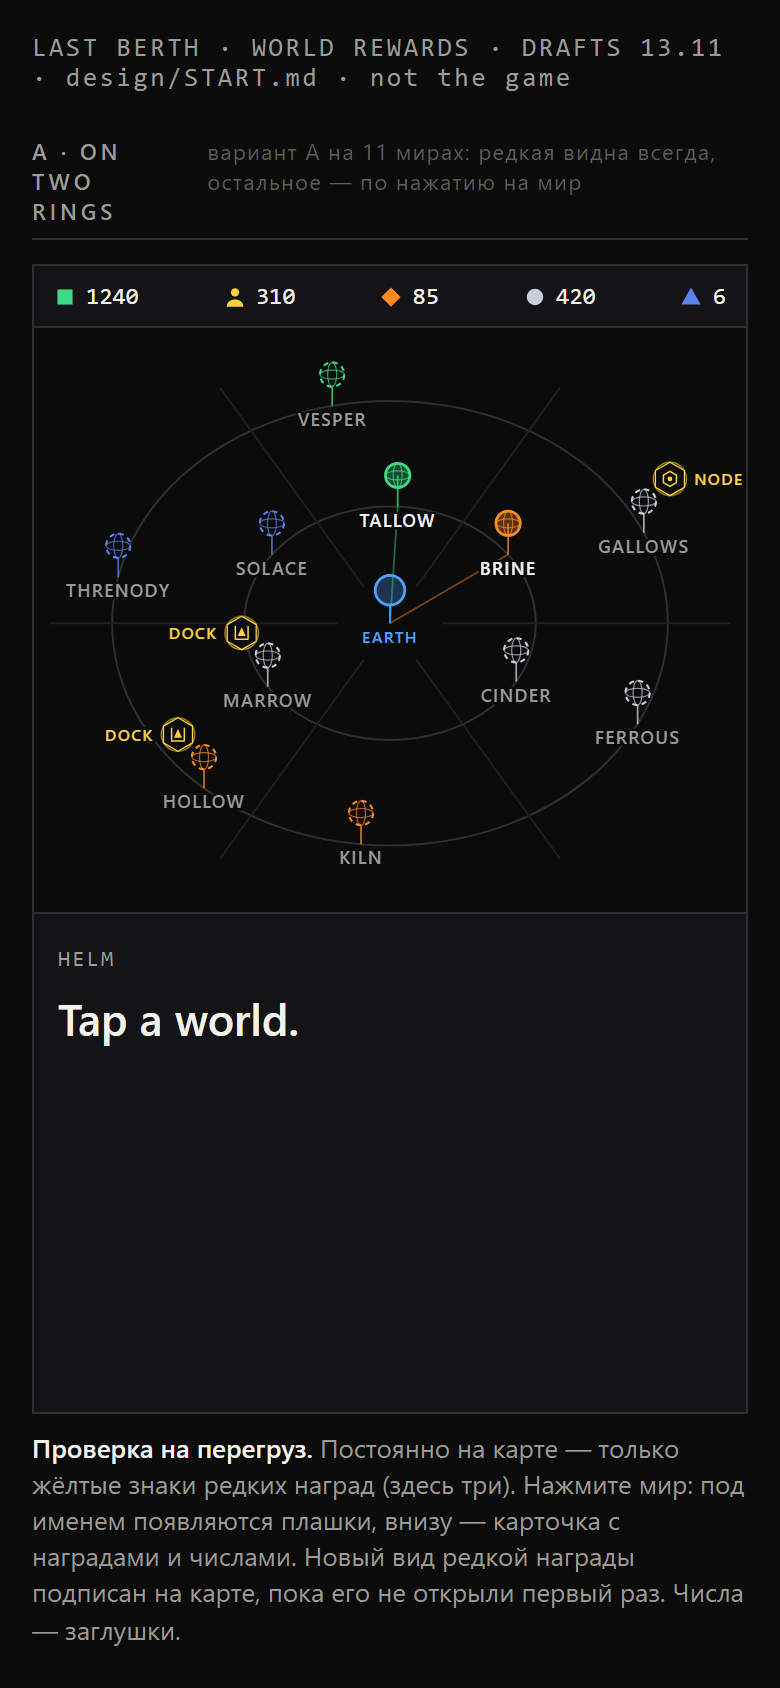 LAST BERTH · WORLD REWARDS · DRAFTS 13.11
· design/START.md · not the game
A · ON
TWO
RINGS
вариант A на 11 мирах: редкая видна всегда,
остальное — по нажатию на мир
1240 310 85 420 6
VESPER
NODE
TALLOW
GALLOWS
SOLACE
BRINE
THRENODY
DOCK
EARTH
MARROW
CINDER
DOCK
FERROUS
HOLLOW
KILN
HELM
Tap a world.
Проверка на перегруз. Постоянно на карте — только
жёлтые знаки редких наград (здесь три). Нажмите мир: под
именем появляются плашки, внизу — карточка с
наградами и числами. Новый вид редкой награды
подписан на карте, пока его не открыли первый раз. Числа
— заглушки.